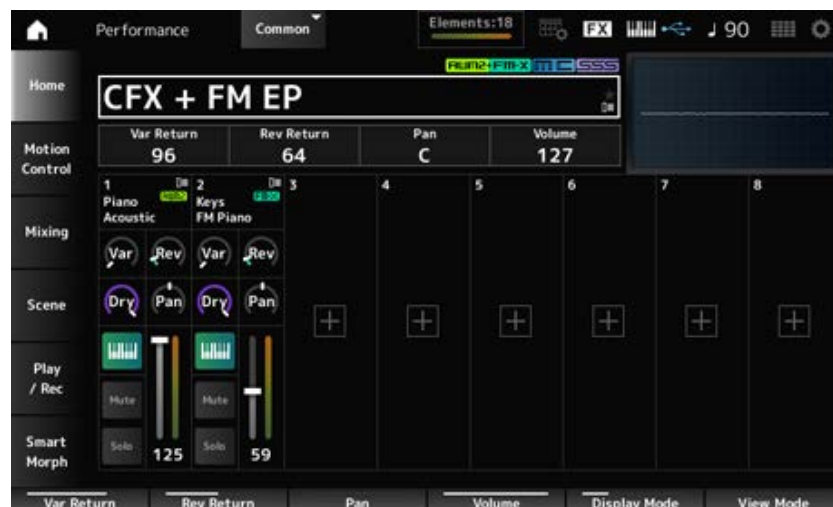 Performance
Common
Elements:18
FX
♩ 90
Home
AWM2+FM-X MC SSS
CFX + FM EP
Var Return
Rev Return
Pan
Volume
96
64
C
127
Motion
Control
1
2
3
4
5
6
7
8
Piano
Acoustic
Keys
FM Piano
Mixing
Var
Rev
Var
Rev
Scene
Dry
Pan
Dry
Pan
Play
/ Rec
Mute
Mute
Smart
Morph
Solo
125
Solo
59
Var Return
Rev Return
Pan
Volume
Display Mode
View Mode